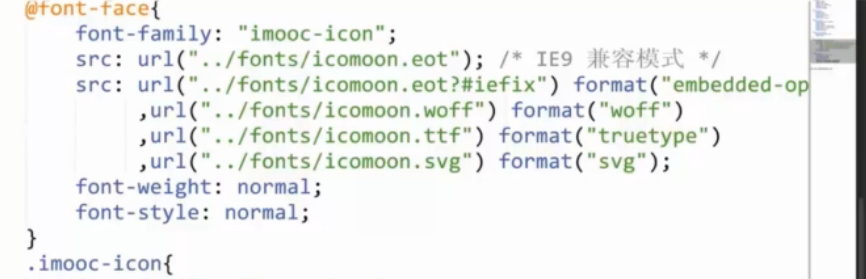 @font-face{
font-family: "imooc-icon";
src: url("../fonts/icomoon.eot"); /* IE9 兼容模式 */
src: url("../fonts/icomoon.eot?#iefix") format("embedded-op
,url("../fonts/icomoon.woff") format("woff")
,url("../fonts/icomoon.ttf") format("truetype")
,url("../fonts/icomoon.svg") format("svg");
font-weight: normal;
font-style: normal;
}
.imooc-icon{